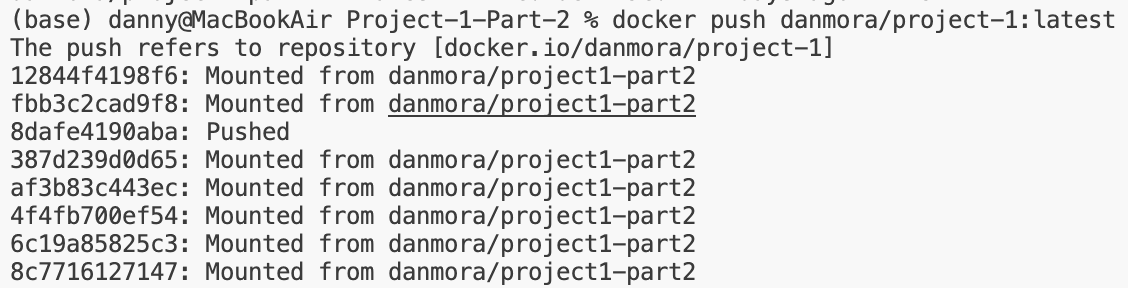 (base) danny@MacBookAir Project-1-Part-2 % docker push danmora/project-1:latest
The push refers to repository [docker.io/danmora/project-1]
12844f4198f6: Mounted from danmora/project1-part2
fbb3c2cad9f8: Mounted from danmora/project1-part2
8dafe4190aba: Pushed
387d239d0d65: Mounted from danmora/project1-part2
af3b83c443ec: Mounted from danmora/project1-part2
4f4fb700ef54: Mounted from danmora/project1-part2
6c19a85825c3: Mounted from danmora/project1-part2
8c7716127147: Mounted from danmora/project1-part2